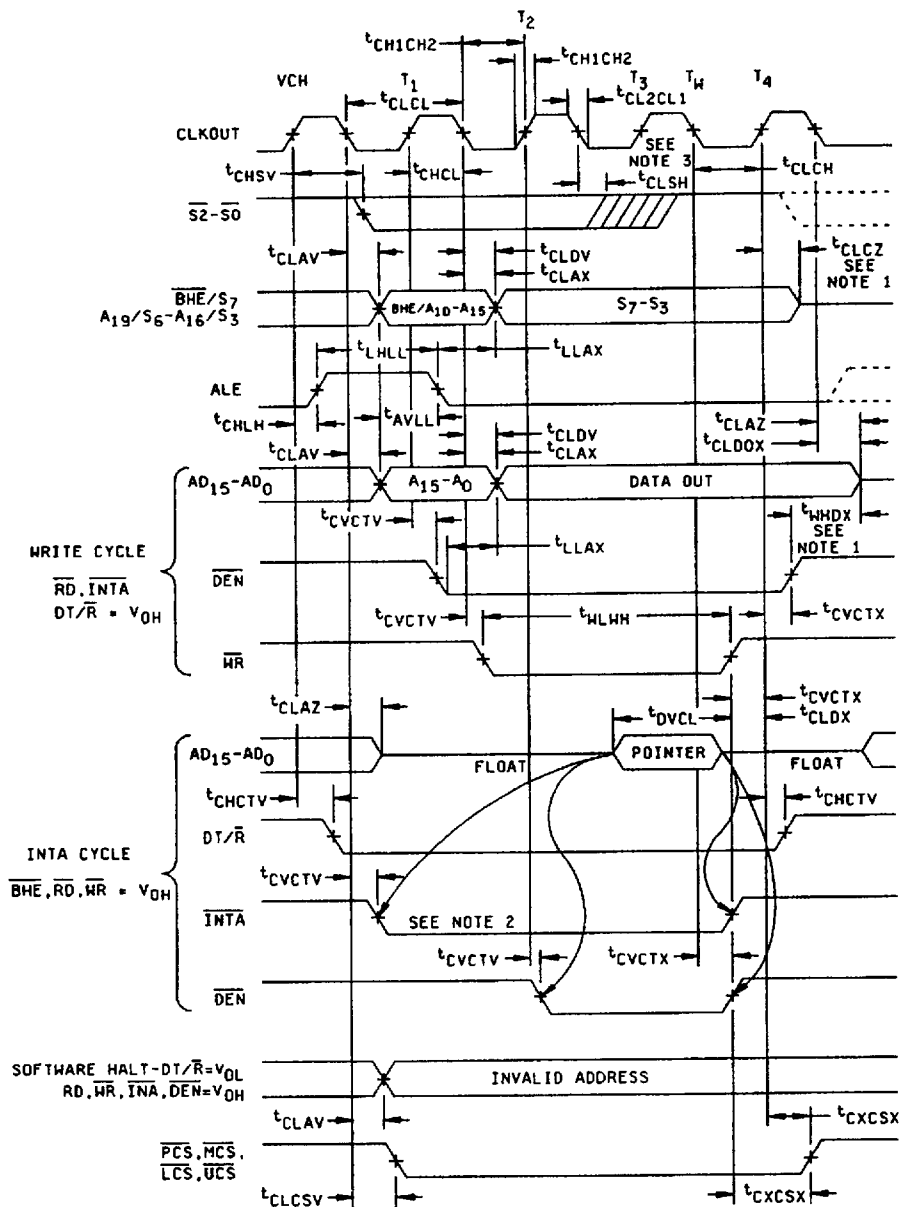 T2
tCH1CH2
tCH1CH2
VCH
T1
T3
TW
T4
tCLCL
tCL2CL1
CLKOUT
SEE
NOTE 3
tCLCH
tCHSV
tCHCL
tCLSH
S2-S0
tCLAV
tCLDV
tCLAX
tCLCZ
SEE
NOTE 1
BHE/S7
A19/S6-A16/S3
BHE/A10-A15
S7-S3
tLHLL
tLLAX
ALE
tCHLH
tAVLL
tCLAZ
tCLDOX
tCLAV
tCLDV
tCLAX
AD15-AD0
A15-A0
DATA OUT
tCVCTV
tWHDX
SEE
NOTE 1
tLLAX
WRITE CYCLE
RD,INTA
DT/R = VOH
DEN
tCVCTV
tWLWH
tCVCTX
WR
tCLAZ
tCVCTX
tCLDX
tDVCL
AD15-AD0
FLOAT
POINTER
FLOAT
tCHCTV
tCHCTV
DT/R
INTA CYCLE
BHE,RD,WR = VOH
tCVCTV
INTA
SEE NOTE 2
tCVCTV
tCVCTX
DEN
SOFTWARE HALT-DT/R=VOL
RD,WR,INA,DEN=VOH
INVALID ADDRESS
tCLAV
tCXCSX
PCS,MCS,
LCS,UCS
tCLCSV
tCXCSX